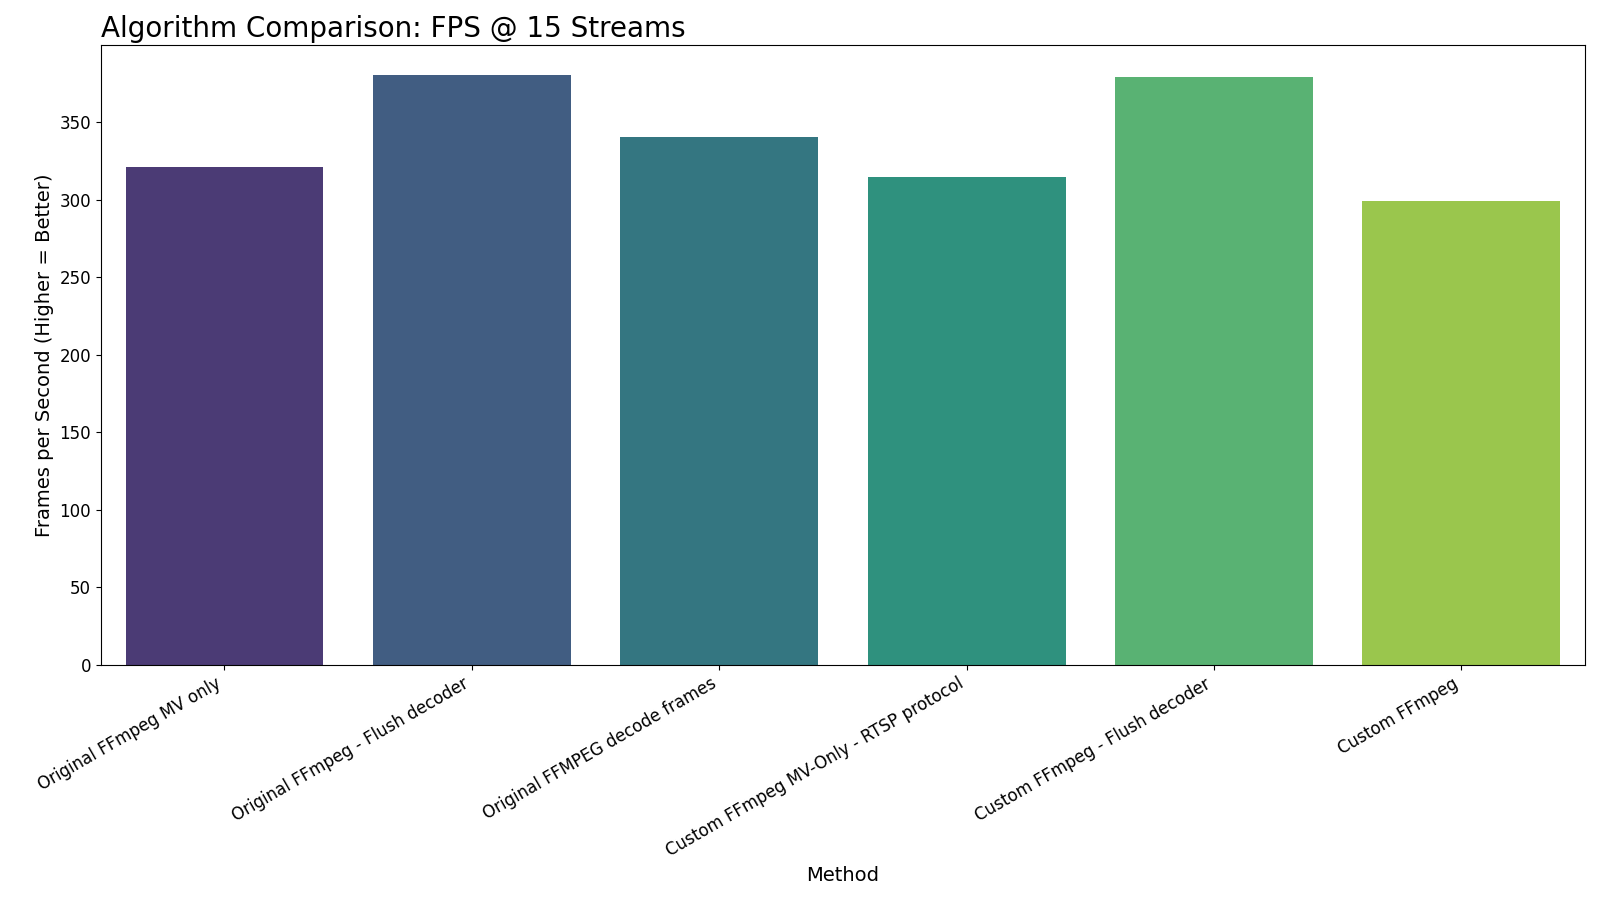 Algorithm Comparison: FPS @ 15 Streams
Frames per Second (Higher = Better)
350
300
250
200
150
100
50
0
Original FFmpeg MV only
Original FFmpeg - Flush decoder
Original FFMPEG decode frames
Custom FFmpeg MV-Only - RTSP protocol
Custom FFmpeg - Flush decoder
Custom FFmpeg
Method